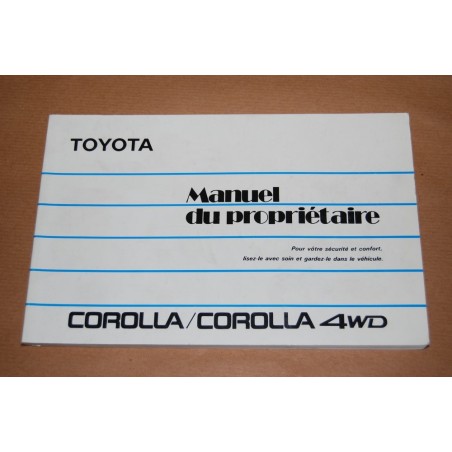 TOYOTA
Manuel
du propriétaire
Pour vôtre sécurité et confort,
lisez-le avec soin et gardez-le dans le véhicule.
COROLLA/COROLLA 4WD